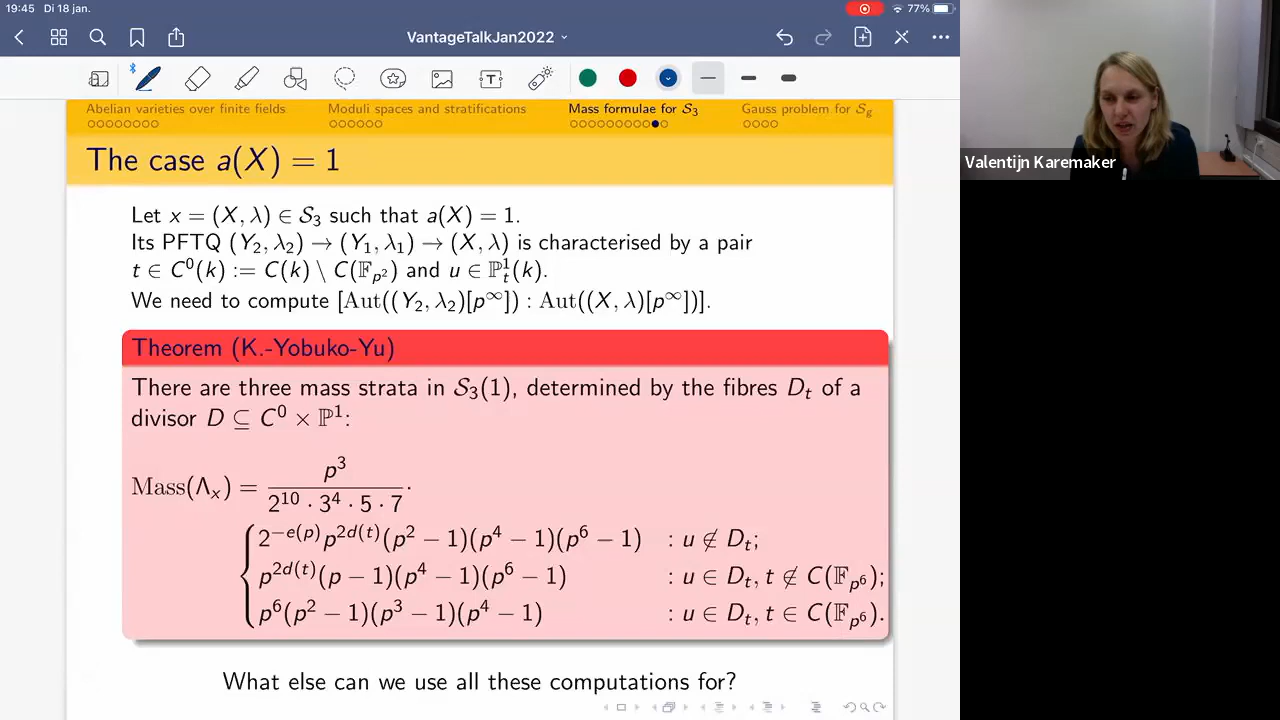 19:45 Di 18 jan. 77%
VantageTalkJan2022
Abelian varieties over finite fields Moduli spaces and stratifications Mass formulae for 𝒮₃ Gauss problem for 𝒮_g
The case a(X) = 1
Valentijn Karemaker
Let x = (X, λ) ∈ 𝒮₃ such that a(X) = 1.
Its PFTQ (Y₂, λ₂) → (Y₁, λ₁) → (X, λ) is characterised by a pair
t ∈ C⁰(k) := C(k) \ C(𝔽_{p²}) and u ∈ ℙ¹_t(k).
We need to compute [Aut((Y₂, λ₂)[p^∞]) : Aut((X, λ)[p^∞])].
Theorem (K.-Yobuko-Yu)
There are three mass strata in 𝒮₃(1), determined by the fibres D_t of a
divisor D ⊆ C⁰ × ℙ¹:
Mass(Λ_x) = p³ / (2¹⁰ · 3⁴ · 5 · 7) ·
2^{-e(p)} p^{2d(t)} (p² − 1)(p⁴ − 1)(p⁶ − 1) : u ∉ D_t;
p^{2d(t)} (p − 1)(p⁴ − 1)(p⁶ − 1) : u ∈ D_t, t ∉ C(𝔽_{p⁶});
p⁶(p² − 1)(p³ − 1)(p⁴ − 1) : u ∈ D_t, t ∈ C(𝔽_{p⁶}).
What else can we use all these computations for?